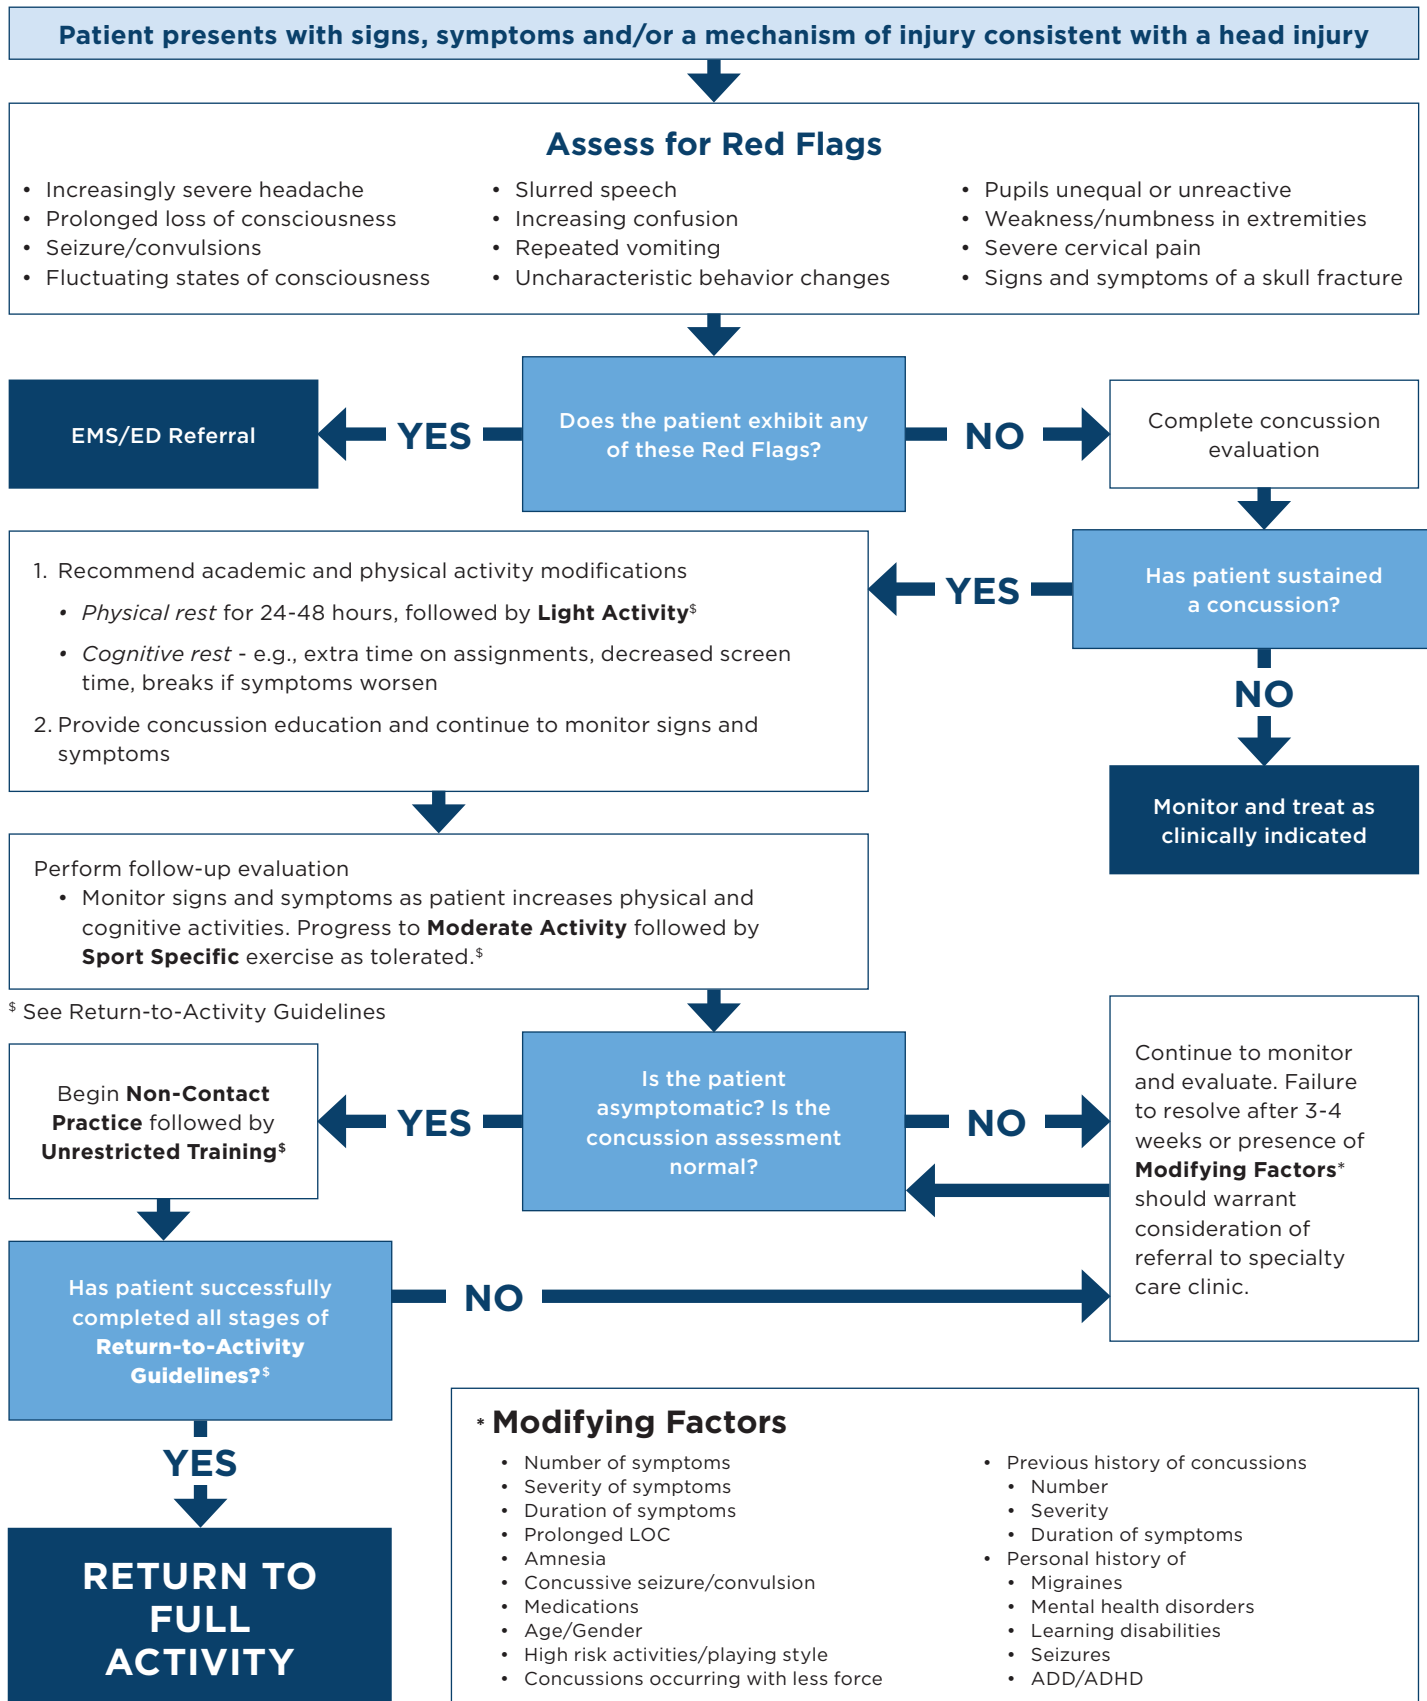 Patient presents with signs, symptoms and/or a mechanism of injury consistent with a head injury
Assess for Red Flags
• Increasingly severe headache
• Prolonged loss of consciousness
• Seizure/convulsions
• Fluctuating states of consciousness
• Slurred speech
• Increasing confusion
• Repeated vomiting
• Uncharacteristic behavior changes
• Pupils unequal or unreactive
• Weakness/numbness in extremities
• Severe cervical pain
• Signs and symptoms of a skull fracture
Does the patient exhibit any
of these Red Flags?
YES
EMS/ED Referral
NO
Complete concussion
evaluation
Has patient sustained
a concussion?
YES
NO
Monitor and treat as
clinically indicated
1. Recommend academic and physical activity modifications
• Physical rest for 24-48 hours, followed by Light Activity$
• Cognitive rest - e.g., extra time on assignments, decreased screen
time, breaks if symptoms worsen
2. Provide concussion education and continue to monitor signs and
symptoms
Perform follow-up evaluation
• Monitor signs and symptoms as patient increases physical and
cognitive activities. Progress to Moderate Activity followed by
Sport Specific exercise as tolerated.$
$ See Return-to-Activity Guidelines
Is the patient
asymptomatic? Is the
concussion assessment
normal?
YES
Begin Non-Contact
Practice followed by
Unrestricted Training$
NO
Continue to monitor
and evaluate. Failure
to resolve after 3-4
weeks or presence of
Modifying Factors*
should warrant
consideration of
referral to specialty
care clinic.
Has patient successfully
completed all stages of
Return-to-Activity
Guidelines?$
NO
YES
RETURN TO
FULL
ACTIVITY
* Modifying Factors
• Number of symptoms
• Severity of symptoms
• Duration of symptoms
• Prolonged LOC
• Amnesia
• Concussive seizure/convulsion
• Medications
• Age/Gender
• High risk activities/playing style
• Concussions occurring with less force
• Previous history of concussions
• Number
• Severity
• Duration of symptoms
• Personal history of
• Migraines
• Mental health disorders
• Learning disabilities
• Seizures
• ADD/ADHD